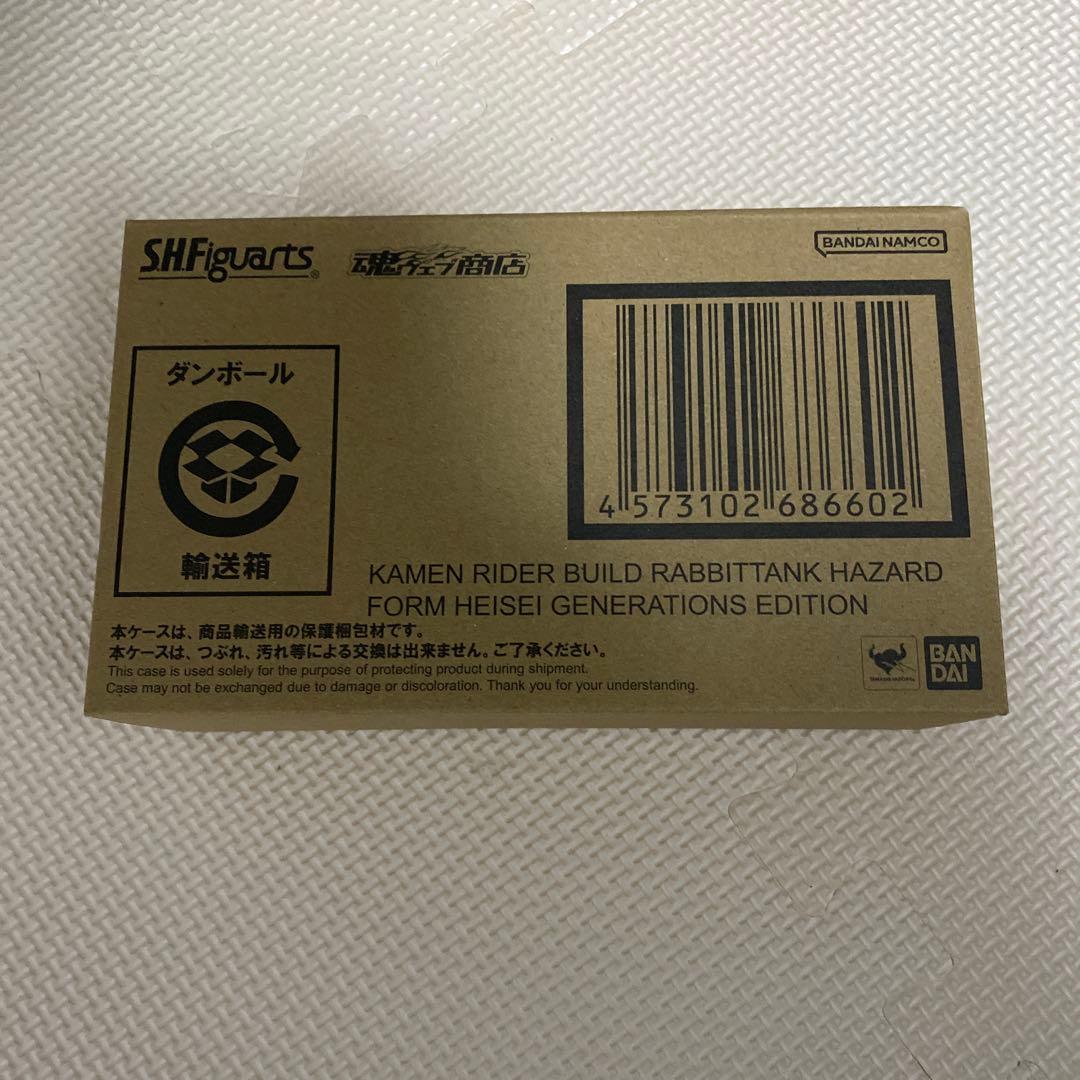 S.H.Figuarts®
魂ウェブ商店
BANDAI NAMCO
ダンボール
輸送箱
4 573102 686602
KAMEN RIDER BUILD RABBITTANK HAZARD
FORM HEISEI GENERATIONS EDITION
本ケースは、商品輸送用の保護梱包材です。
本ケースは、つぶれ、汚れ等による交換は出来ません。ご了承ください。
This case is used solely for the purpose of protecting product during shipment.
Case may not be exchanged due to damage or discoloration. Thank you for your understanding.
TAMASHII NATIONS
BAN
DAI